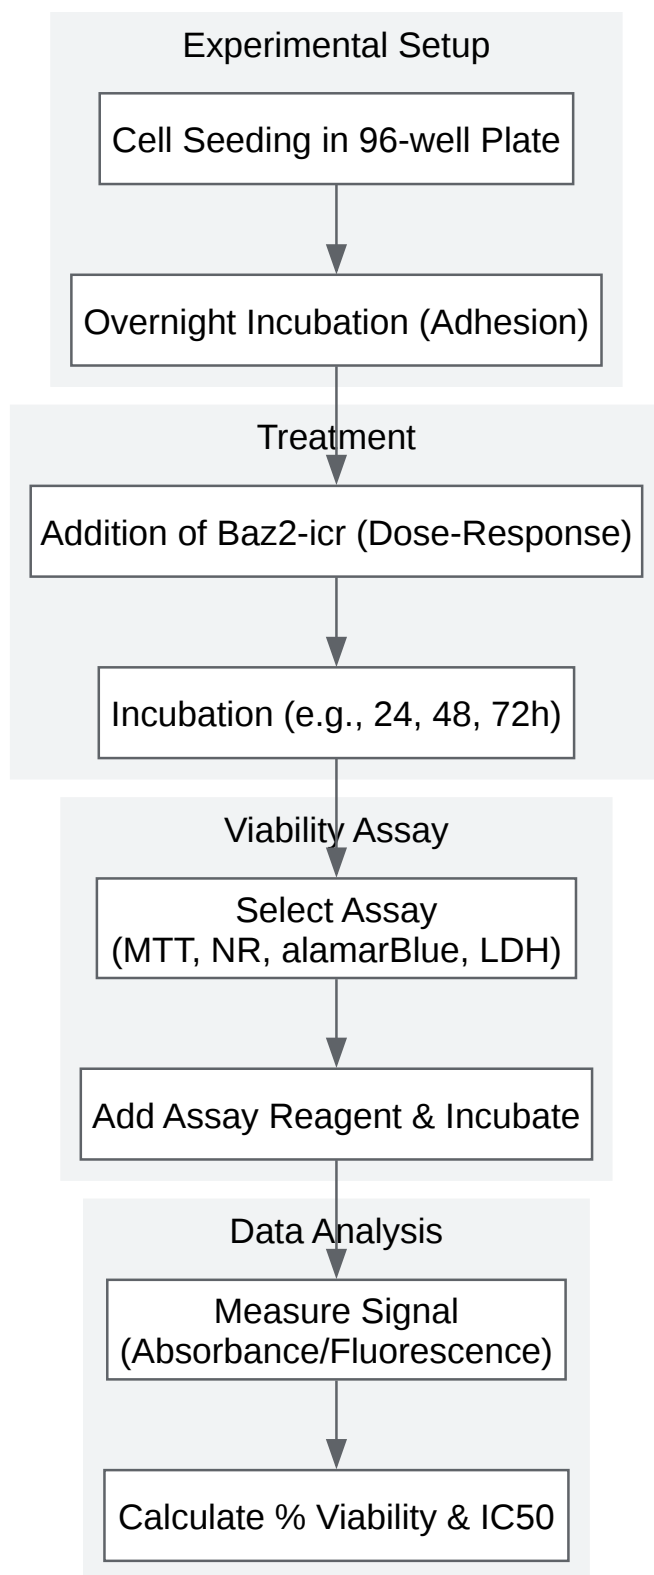 Experimental Setup
Cell Seeding in 96-well Plate
Overnight Incubation (Adhesion)
Treatment
Addition of Baz2-icr (Dose-Response)
Incubation (e.g., 24, 48, 72h)
Viability Assay
Select Assay
(MTT, NR, alamarBlue, LDH)
Add Assay Reagent & Incubate
Data Analysis
Measure Signal
(Absorbance/Fluorescence)
Calculate % Viability & IC50